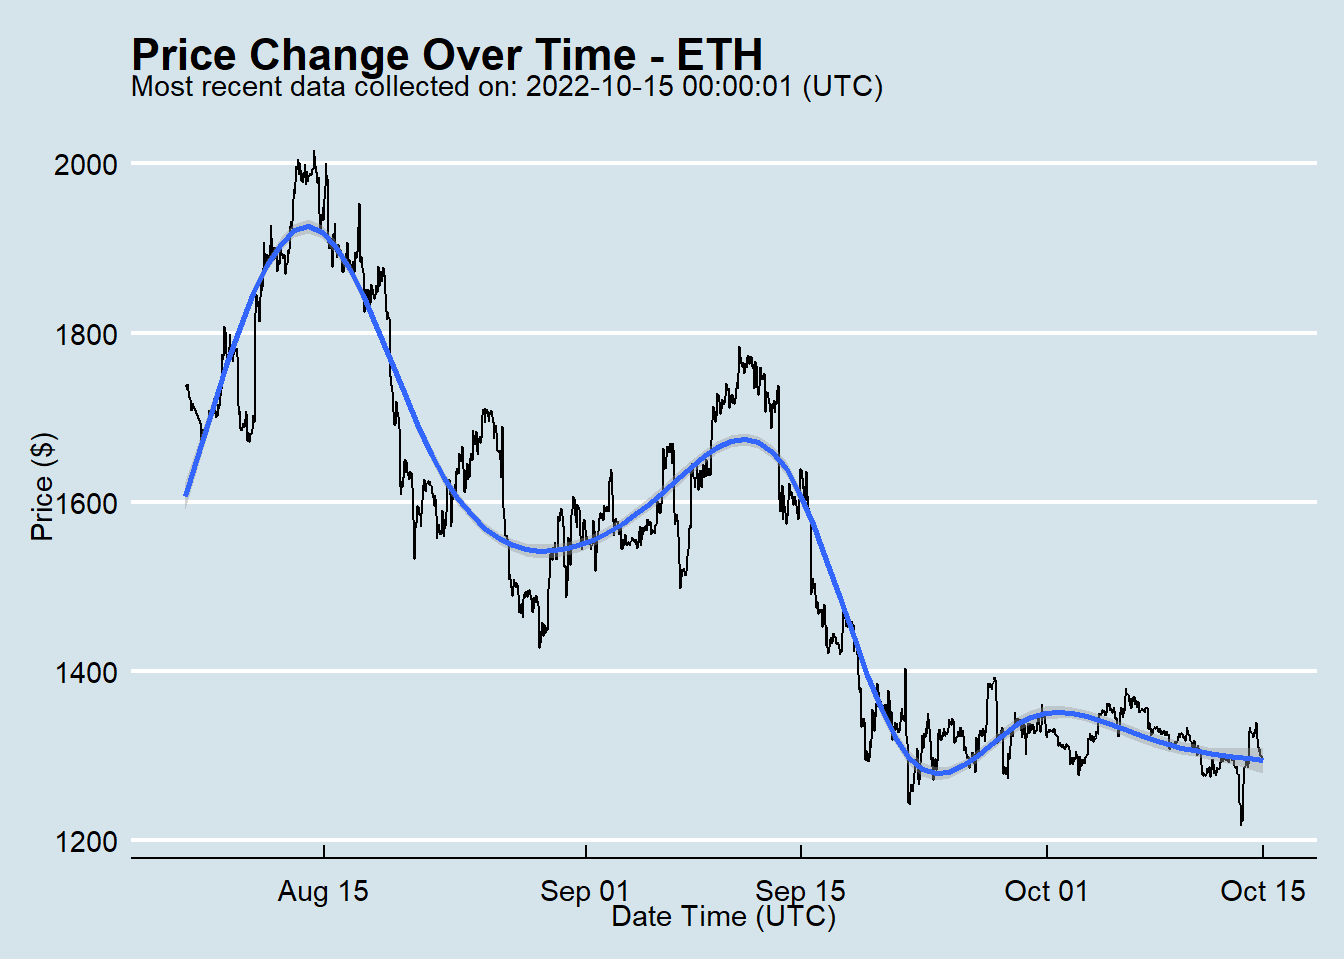 Price Change Over Time - ETH
Most recent data collected on: 2022-10-15 00:00:01 (UTC)
2000
1800
1600
1400
1200
Price ($)
Aug 15
Sep 01
Sep 15
Oct 01
Oct 15
Date Time (UTC)